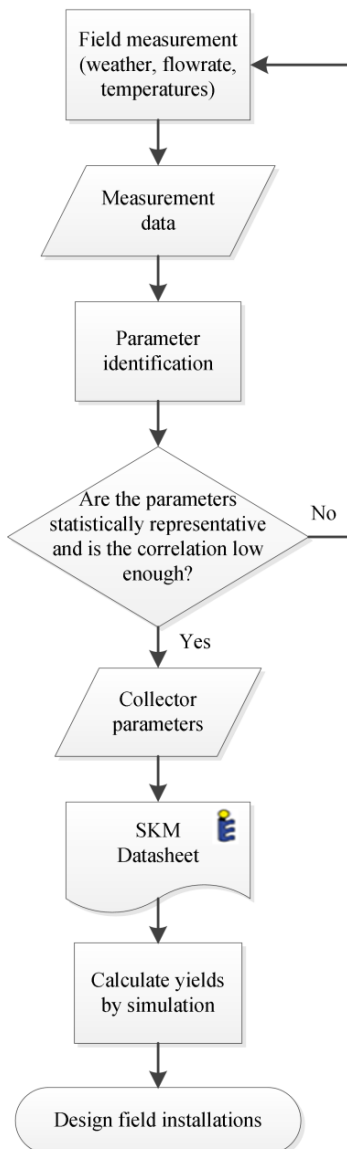 Field measurement
(weather, flowrate,
temperatures)
Measurement
data
Parameter
identification
Are the parameters
statistically representative
and is the correlation low
enough?
No
Yes
Collector
parameters
SKM
Datasheet
Calculate yields
by simulation
Design field installations